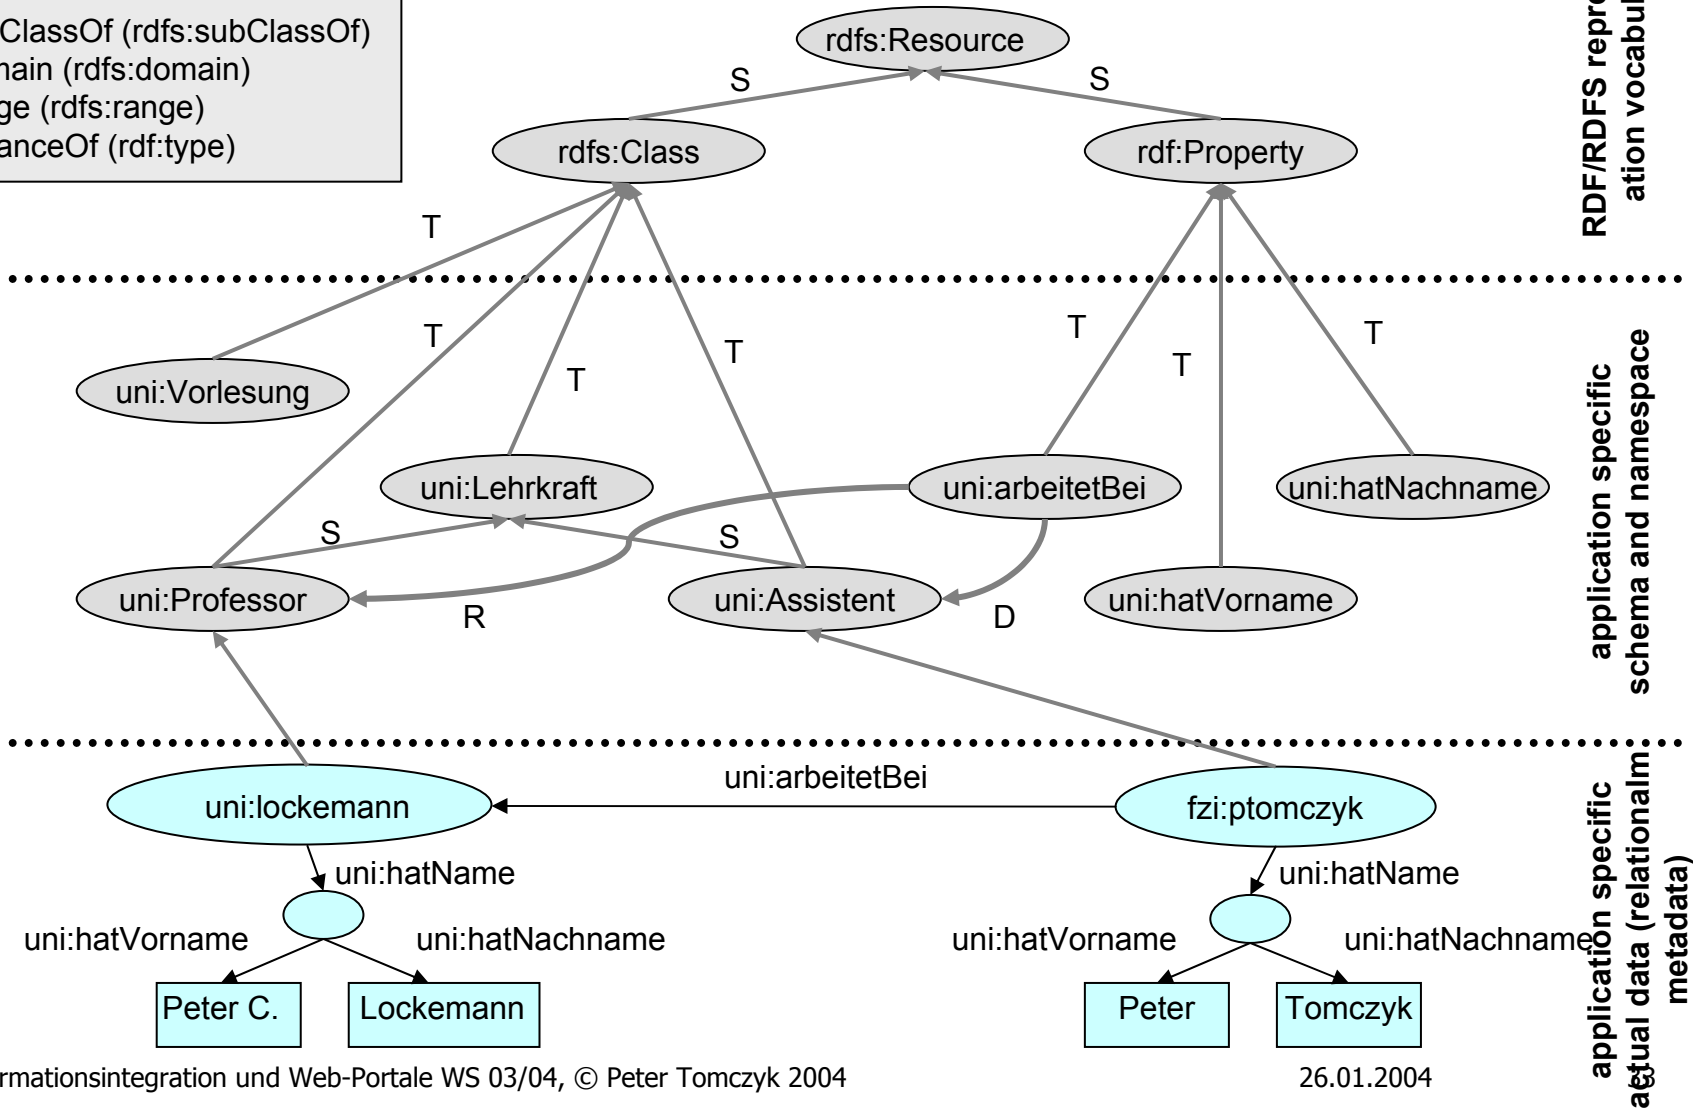 ClassOf (rdfs:subClassOf)
main (rdfs:domain)
ge (rdfs:range)
anceOf (rdf:type)
rdfs:Resource
S
S
rdfs:Class
rdf:Property
RDF/RDFS repre
ation vocabul
T
T
T
T
T
T
T
uni:Vorlesung
uni:Lehrkraft
uni:arbeitetBei
uni:hatNachname
S
S
uni:Professor
uni:Assistent
uni:hatVorname
R
D
application specific
schema and namespace
uni:arbeitetBei
uni:lockemann
fzi:ptomczyk
uni:hatName
uni:hatName
uni:hatVorname
uni:hatNachname
uni:hatVorname
uni:hatNachname
Peter C.
Lockemann
Peter
Tomczyk
application specific
actual data (relationalm
metadata)
rmationsintegration und Web-Portale WS 03/04, © Peter Tomczyk 2004
26.01.2004